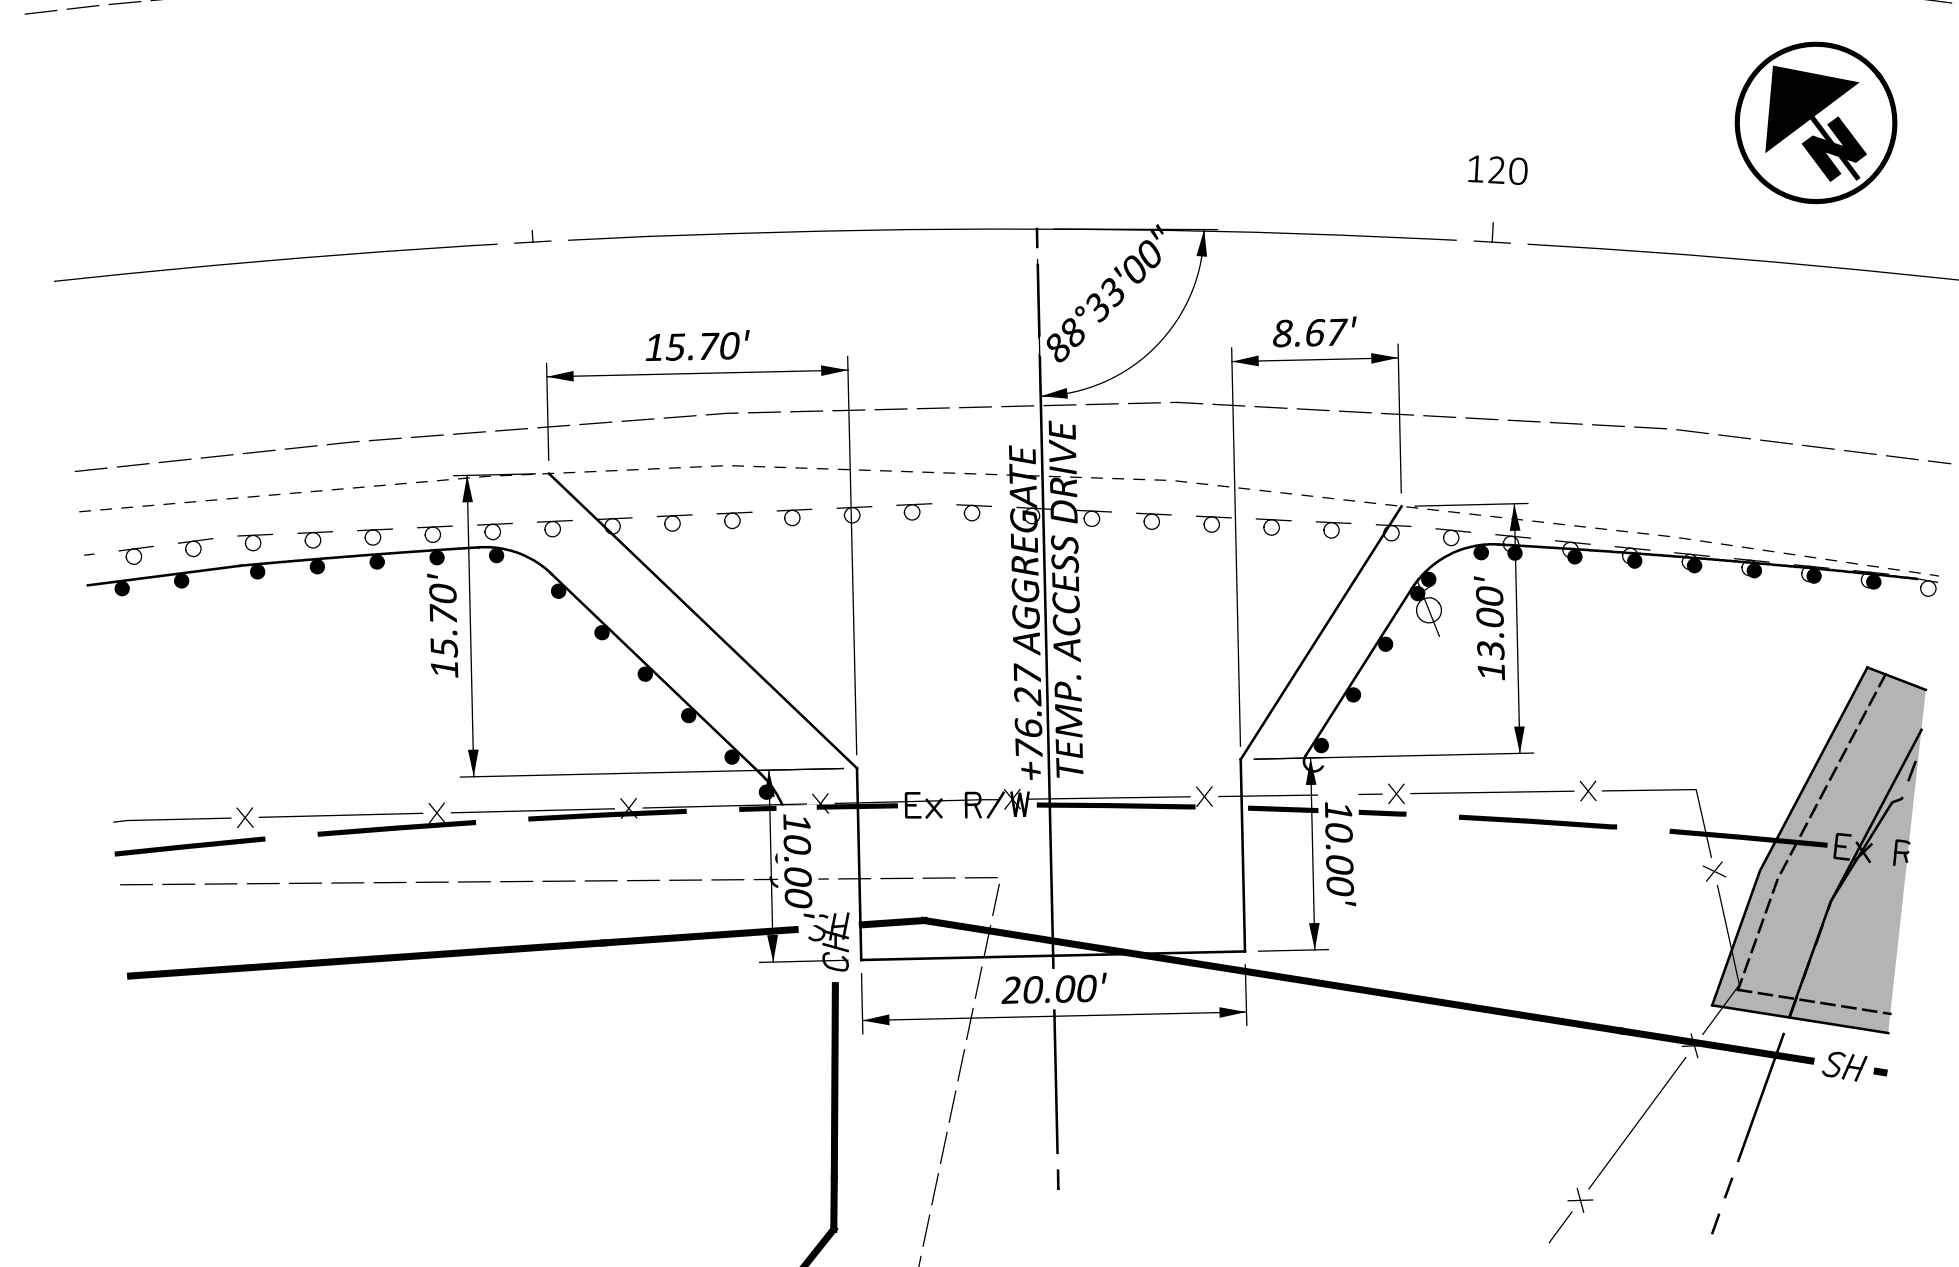 N
120
88°33'00"
15.70'
8.67'
+76.27 AGGREGATE
TEMP. ACCESS DRIVE
15.70'
13.00'
Ex R/W
10.00'
10.00'
Ex R
SH
CH
20.00'
SH